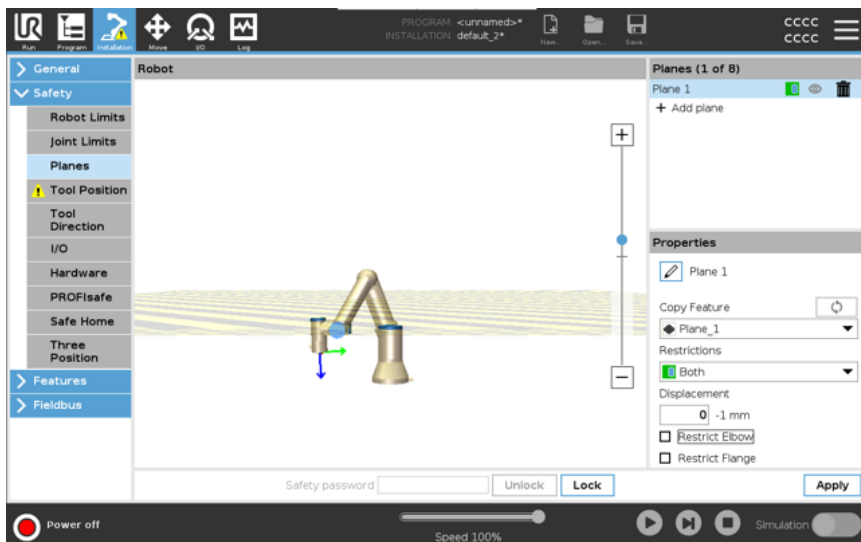 UR
PROGRAM <unnamed>*
INSTALLATION default_2*
CCCC
CCCC
Run
Program
Installation
Move
I/O
Log
New...
Open...
Save...
General
Safety
Robot Limits
Joint Limits
Planes
Tool Position
Tool
Direction
I/O
Hardware
PROFIsafe
Safe Home
Three
Position
Features
Fieldbus
Robot
+
−
Planes (1 of 8)
Plane 1
+ Add plane
Properties
Plane 1
Copy Feature
Plane_1
Restrictions
Both
Displacement
0 -1 mm
Restrict Elbow
Restrict Flange
Safety password
Unlock
Lock
Apply
Power off
Speed 100%
Simulation